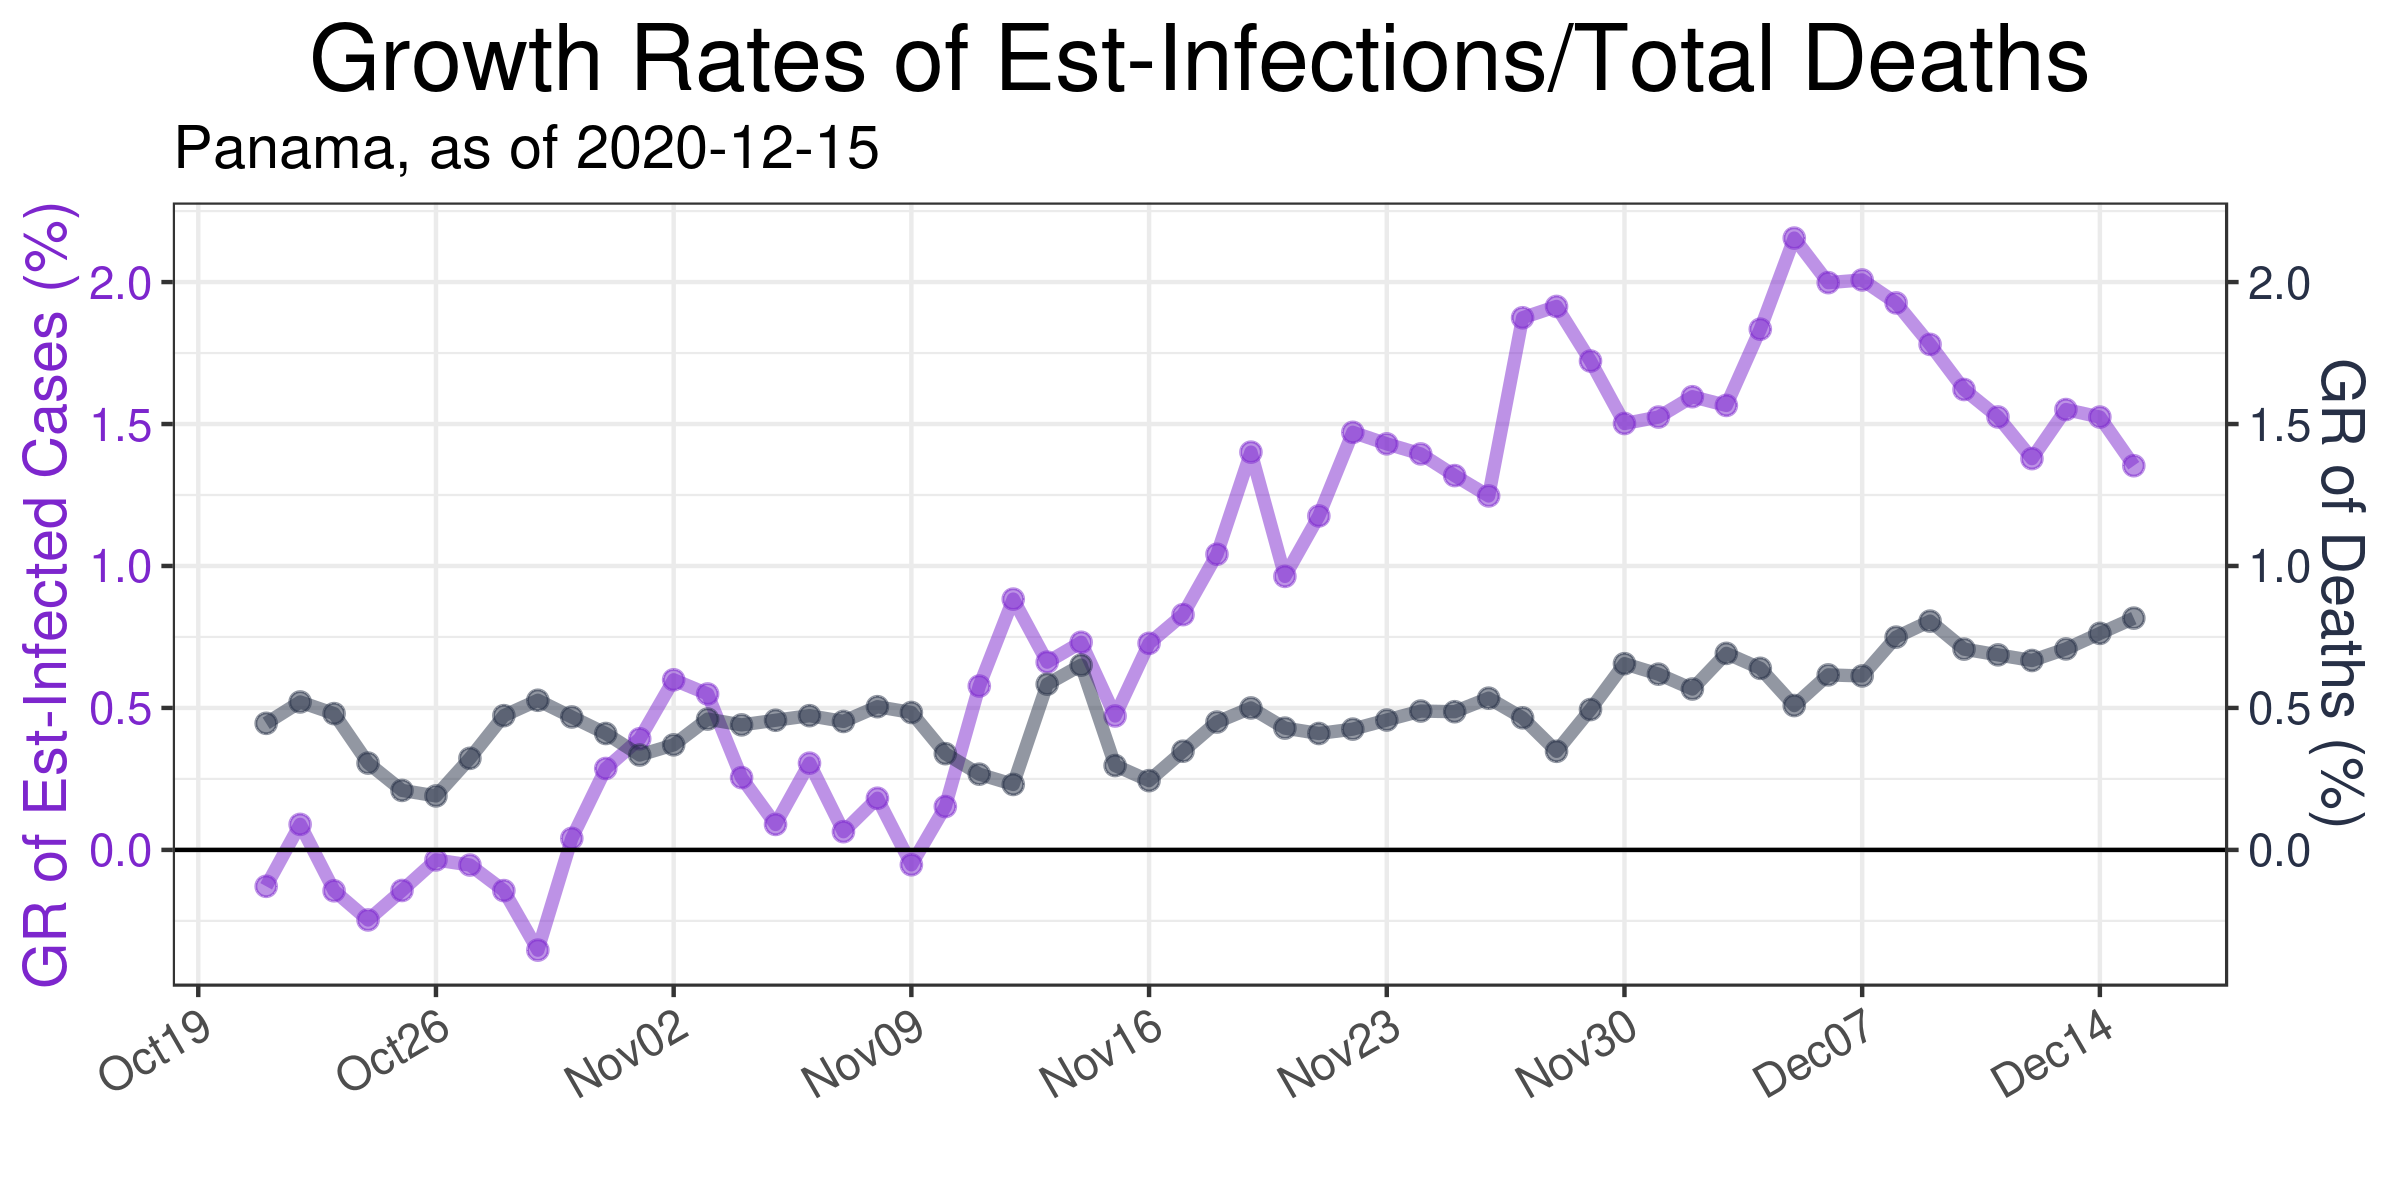 Growth Rates of Est-Infections/Total Deaths
Panama, as of 2020-12-15
GR of Est-Infected Cases (%)
2.0
1.5
1.0
0.5
0.0
2.0
1.5
1.0
0.5
0.0
GR of Deaths (%)
Oct19
Oct26
Nov02
Nov09
Nov16
Nov23
Nov30
Dec07
Dec14